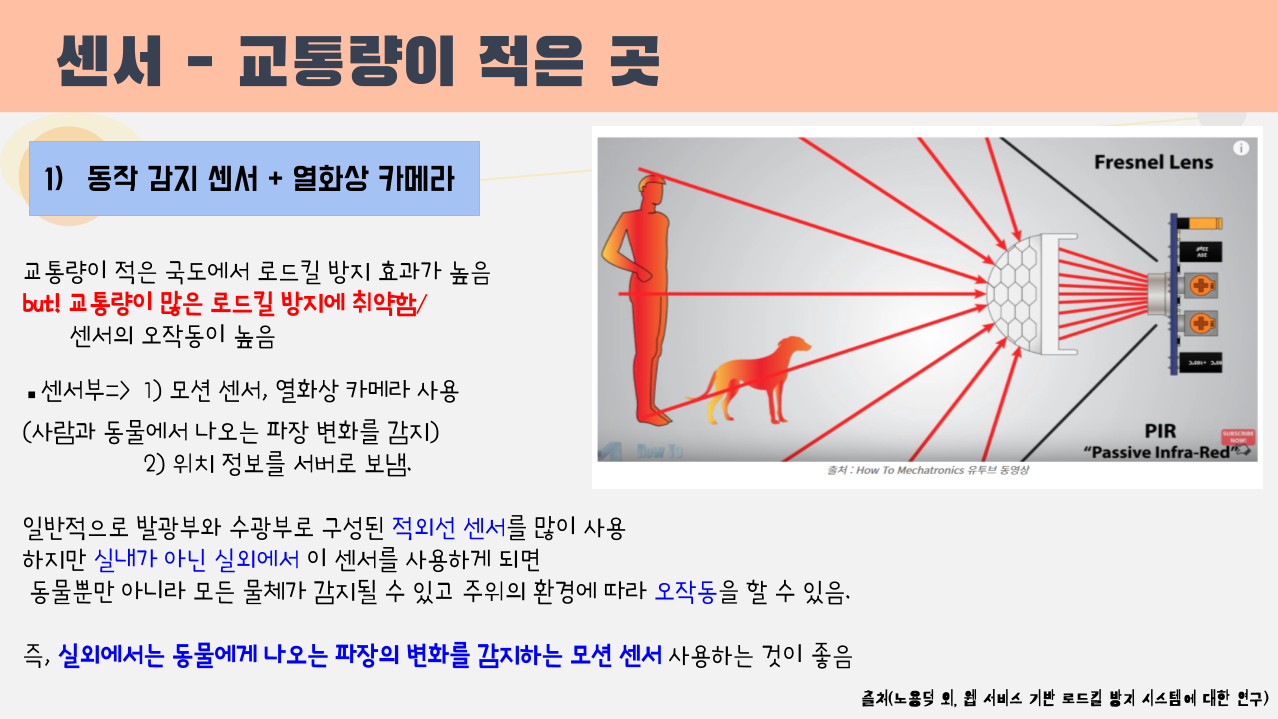 센서 - 교통량이 적은 곳
1) 동작 감지 센서 + 열화상 카메라
교통량이 적은 국도에서 로드킬 방지 효과가 높음
but! 교통량이 많은 로드킬 방지에 취약함/
센서의 오작동이 높음
▪센서부=> 1) 모션 센서, 열화상 카메라 사용
(사람과 동물에서 나오는 파장 변화를 감지)
2) 위치 정보를 서버로 보냄.
Fresnel Lens
PIR
“Passive Infra-Red”
SUBSCRIBE
NOW!
How To
출처 : How To Mechatronics 유투브 동영상
일반적으로 발광부와 수광부로 구성된 적외선 센서를 많이 사용
하지만 실내가 아닌 실외에서 이 센서를 사용하게 되면
동물뿐만 아니라 모든 물체가 감지될 수 있고 주위의 환경에 따라 오작동을 할 수 있음.
즉, 실외에서는 동물에게 나오는 파장의 변화를 감지하는 모션 센서 사용하는 것이 좋음
출처(노용덕 외, 웹 서비스 기반 로드킬 방지 시스템에 대한 연구)